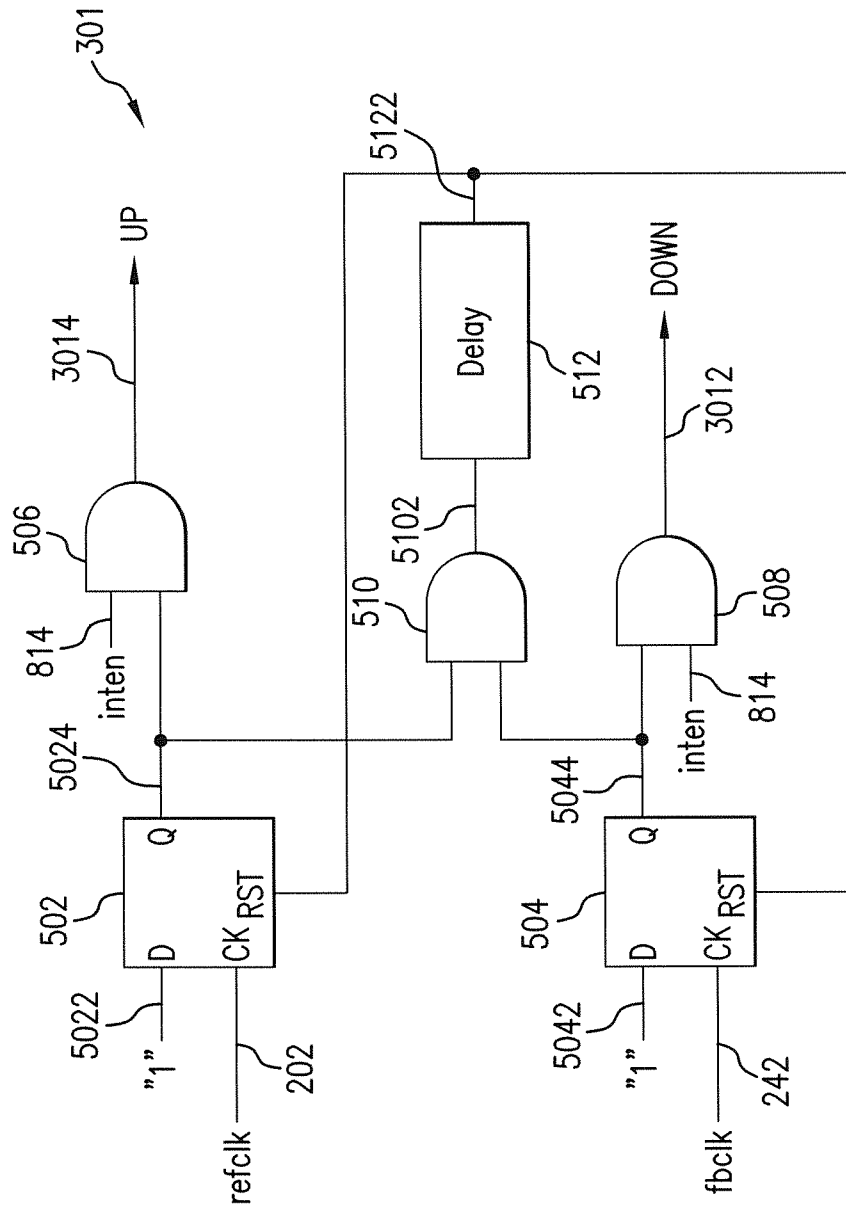 301
UP
3014
506
814
inten
5024
502
D
Q
CK
RST
5022
"1"
202
refclk
5122
Delay
512
5102
510
DOWN
3012
508
814
inten
5044
504
D
Q
CK
RST
5042
"1"
242
fbclk